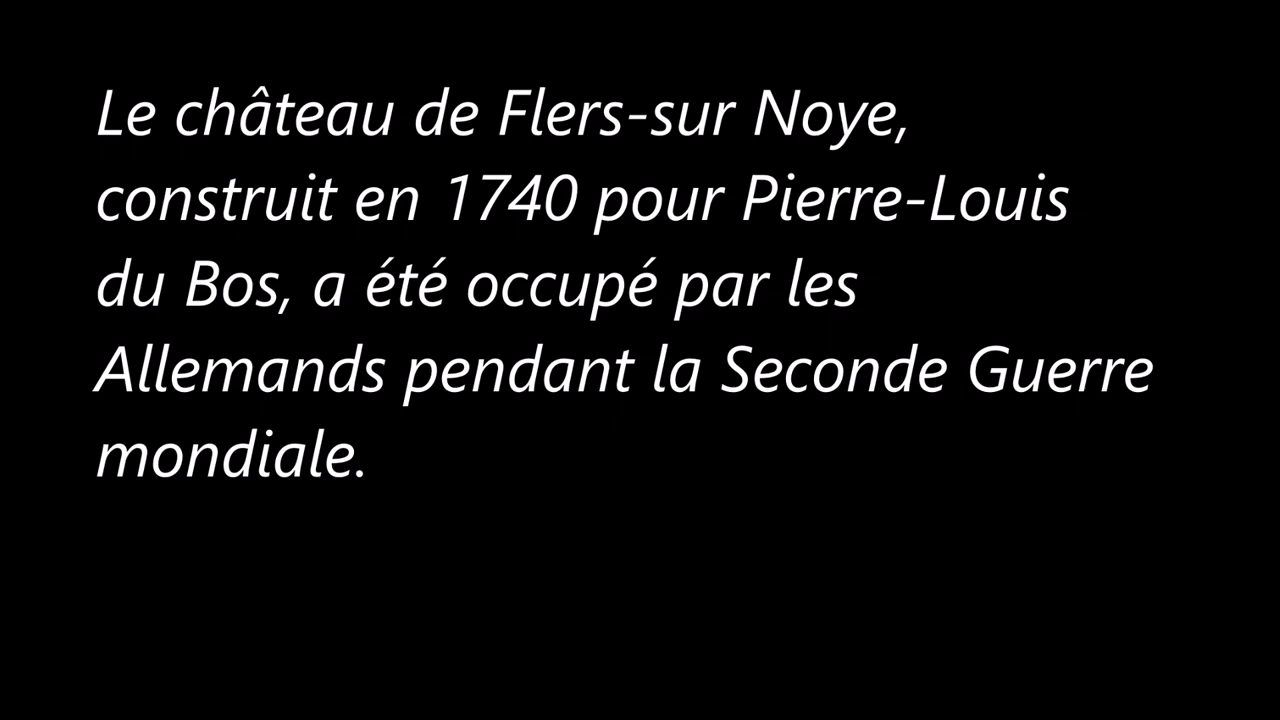 Le château de Flers-sur Noye,
construit en 1740 pour Pierre-Louis
du Bos, a été occupé par les
Allemands pendant la Seconde Guerre
mondiale.